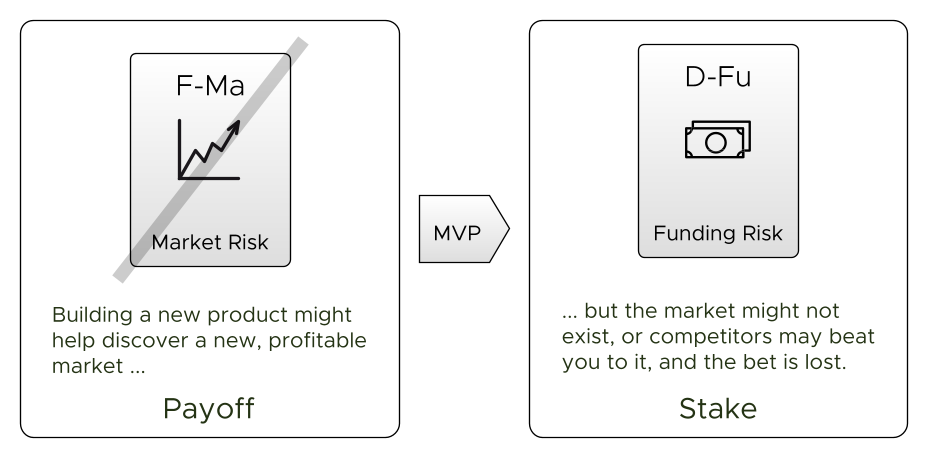 F-Ma
Market Risk
Building a new product might
help discover a new, profitable
market ...
Payoff
MVP
D-Fu
Funding Risk
... but the market might not
exist, or competitors may beat
you to it, and the bet is lost.
Stake